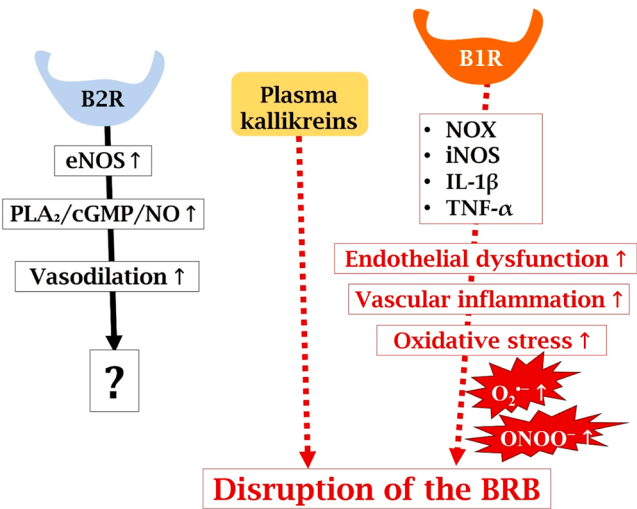 B2R
eNOS ↑
PLA₂/cGMP/NO ↑
Vasodilation ↑
?
Plasma
kallikreins
B1R
• NOX
• iNOS
• IL-1β
• TNF-α
Endothelial dysfunction ↑
Vascular inflammation ↑
Oxidative stress ↑
O₂•− ↑
ONOO⁻ ↑
Disruption of the BRB